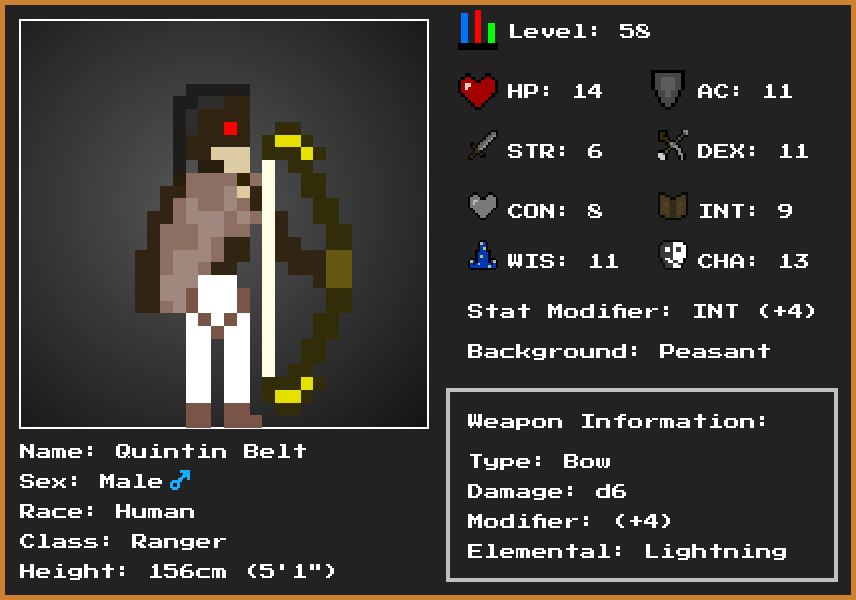 Level: 58
HP: 14
AC: 11
STR: 6
DEX: 11
CON: 8
INT: 9
WIS: 11
CHA: 13
Stat Modifier: INT (+4)
Background: Peasant
Weapon Information:
Type: Bow
Damage: d6
Modifier: (+4)
Elemental: Lightning
Name: Quintin Belt
Sex: Male♂
Race: Human
Class: Ranger
Height: 156cm (5'1")